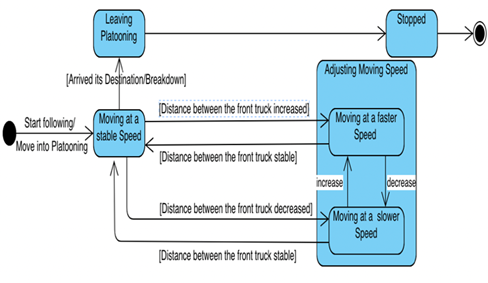 Leaving
Platooning
Stopped
[Arrived its Destination/Breakdown]
Adjusting Moving Speed
Start following/
Move into Platooning
Moving at a
stable Speed
[Distance between the front truck increased]
Moving at a faster
Speed
[Distance between the front truck stable]
increase
decrease
[Distance between the front truck decreased]
Moving at a slower
Speed
[Distance between the front truck stable]